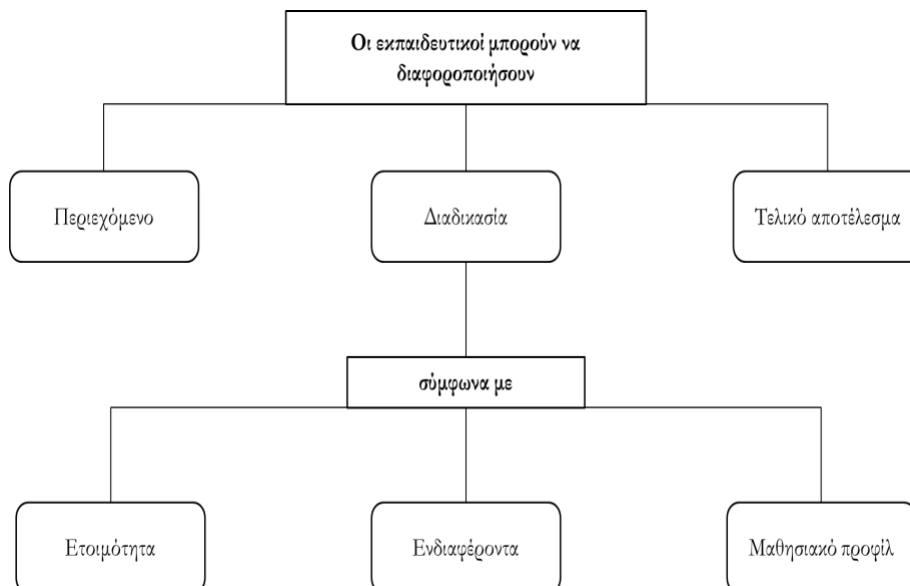 Οι εκπαιδευτικοί μπορούν να
διαφοροποιήσουν
Περιεχόμενο
Διαδικασία
Τελικό αποτέλεσμα
σύμφωνα με
Ετοιμότητα
Ενδιαφέροντα
Μαθησιακό προφίλ